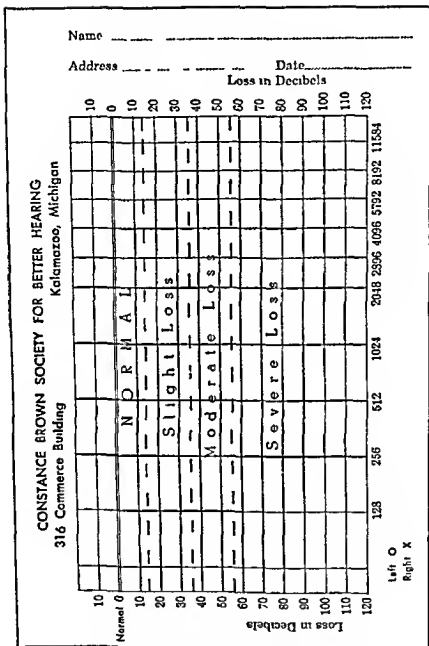 Name
Address Date
Loss in Decibels
10 0 10 20 30 40 50 60 70 80 90 100 110 120
CONSTANCE BROWN SOCIETY FOR BETTER HEARING
316 Commerce Building Kalamazoo, Michigan
NORMAL
Slight Loss
Moderate Loss
Severe Loss
128 256 512 1024 2048 2896 4096 5792 8192 11584
10 Normal 0 10 20 30 40 50 60 70 80 90 100 110 120
Loss in Decibels
Left O
Right X